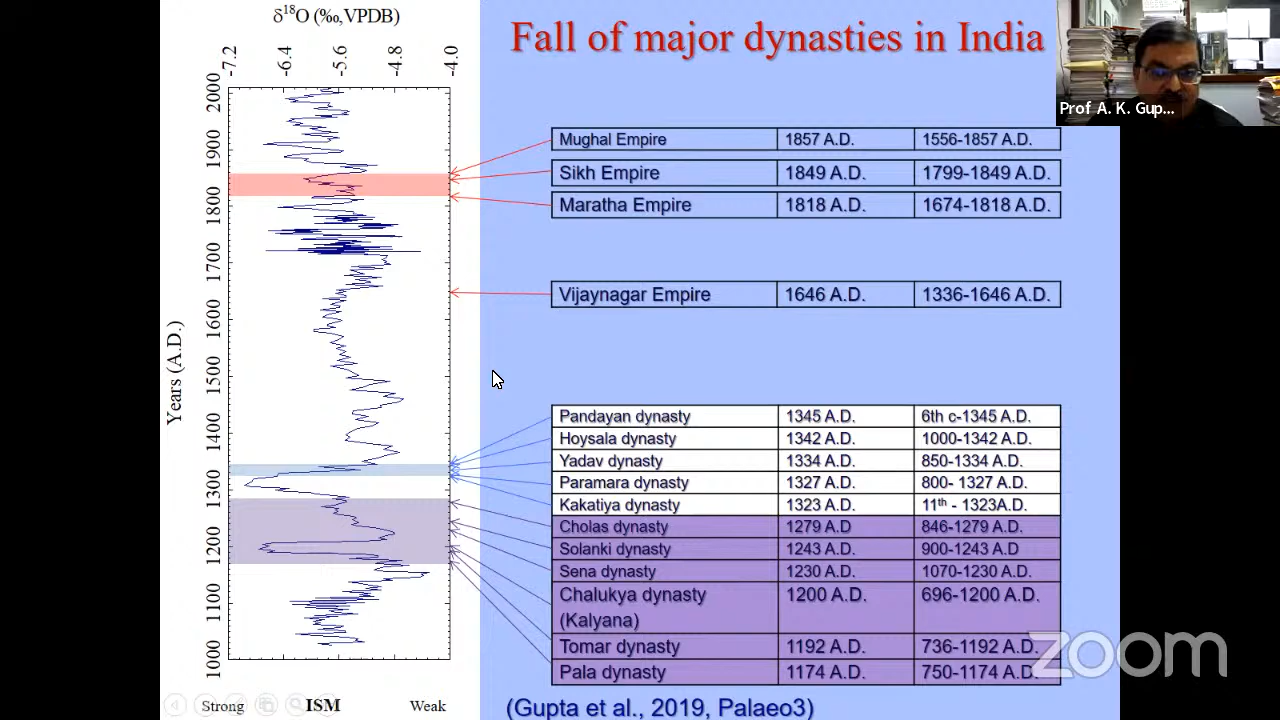 δ18O (‰,VPDB)
-7.2 -6.4 -5.6 -4.8 -4.0
Fall of major dynasties in India
Prof A. K. Gup...
2000
1900
1800
1700
1600
1500
1400
1300
1200
1100
1000
Years (A.D.)
Mughal Empire 1857 A.D. 1556-1857 A.D.
Sikh Empire 1849 A.D. 1799-1849 A.D.
Maratha Empire 1818 A.D. 1674-1818 A.D.
Vijaynagar Empire 1646 A.D. 1336-1646 A.D.
Pandayan dynasty 1345 A.D. 6th c-1345 A.D.
Hoysala dynasty 1342 A.D. 1000-1342 A.D.
Yadav dynasty 1334 A.D. 850-1334 A.D.
Paramara dynasty 1327 A.D. 800- 1327 A.D.
Kakatiya dynasty 1323 A.D. 11th - 1323A.D.
Cholas dynasty 1279 A.D 846-1279 A.D.
Solanki dynasty 1243 A.D. 900-1243 A.D
Sena dynasty 1230 A.D. 1070-1230 A.D.
Chalukya dynasty 1200 A.D. 696-1200 A.D.
(Kalyana)
Tomar dynasty 1192 A.D. 736-1192 A.D.
Pala dynasty 1174 A.D. 750-1174 A.D.
zoom
Strong ISM Weak
(Gupta et al., 2019, Palaeo3)